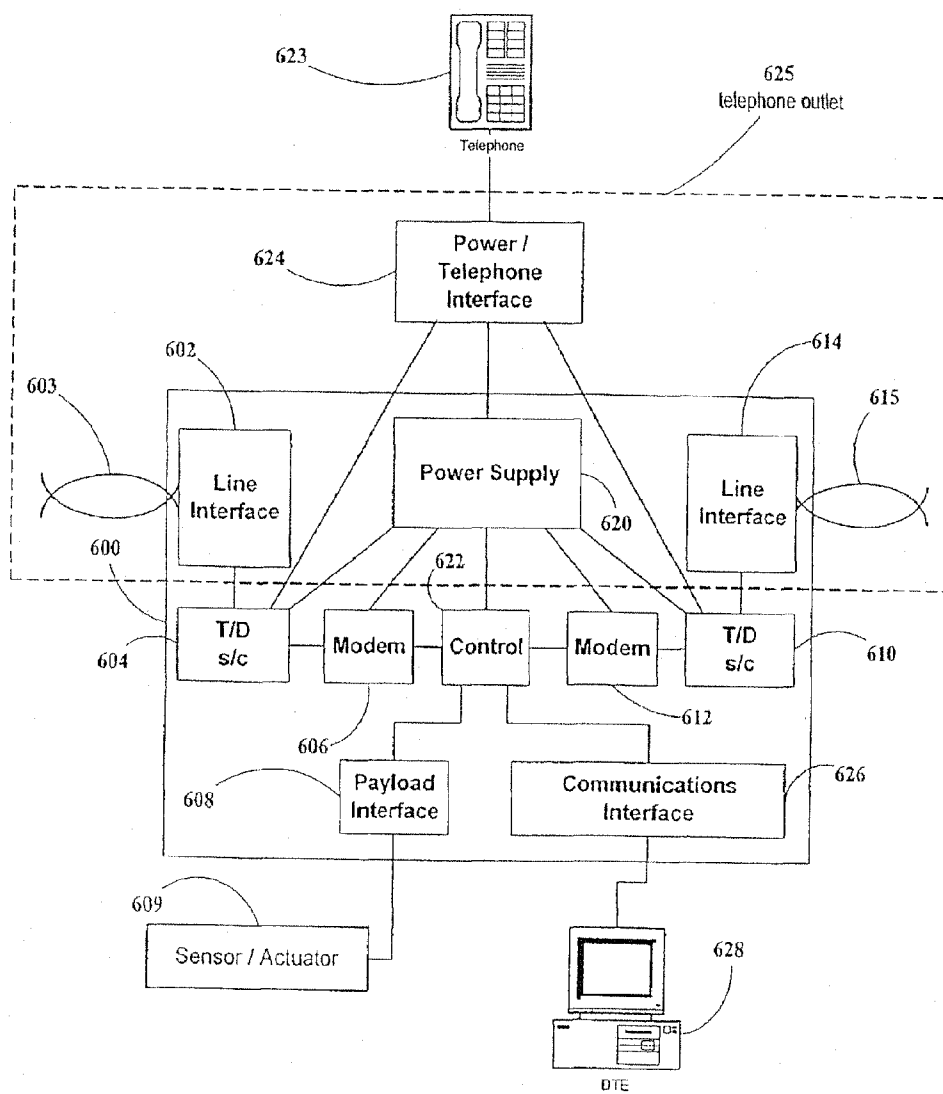 623
625
telephone outlet
Telephone
624
Power /
Telephone
Interface
602
614
603
615
Line
Interface
Power Supply
620
Line
Interface
600
622
604
T/D
s/c
Modem
Control
Modem
T/D
s/c
610
606
612
608
Payload
Interface
Communications
Interface
626
609
Sensor / Actuator
628
DTE